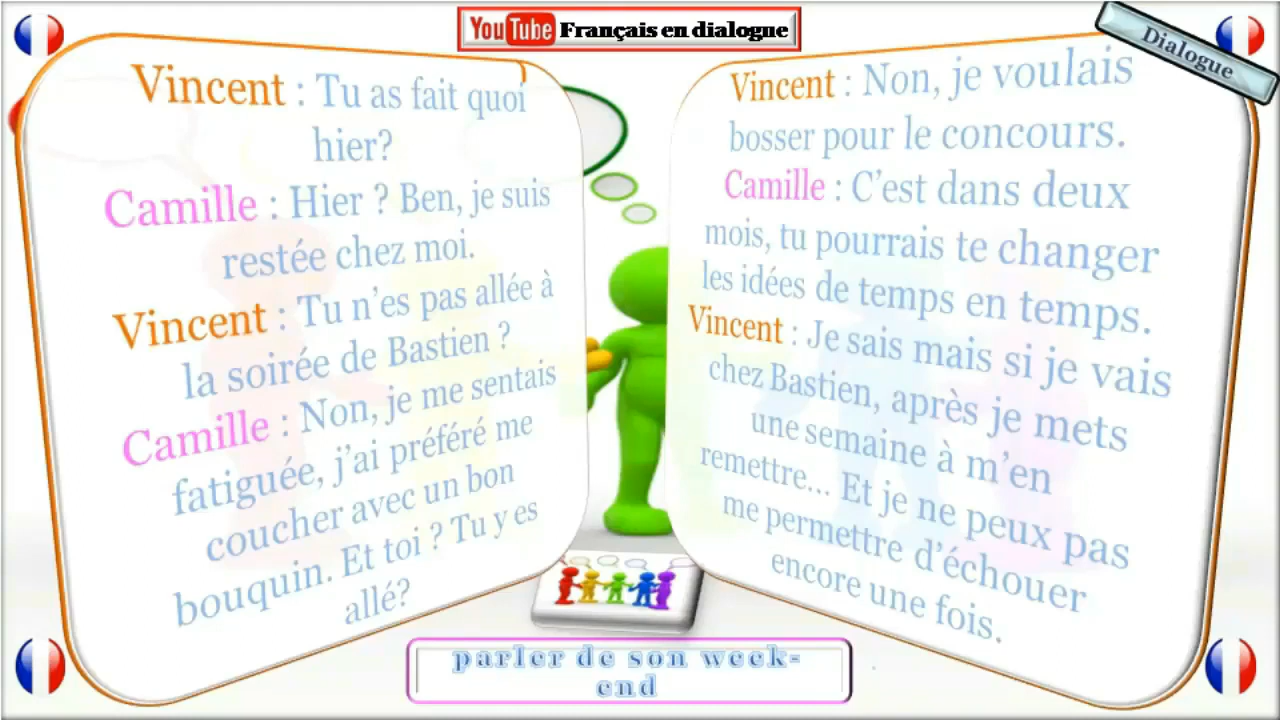 YouTube Français en dialogue
Dialogue
Vincent : Tu as fait quoi
hier?
Camille : Hier ? Ben, je suis
restée chez moi.
Vincent : Tu n’es pas allée à
la soirée de Bastien ?
Camille : Non, je me sentais
fatiguée, j’ai préféré me
coucher avec un bon
bouquin. Et toi ? Tu y es
allé?
Vincent : Non, je voulais
bosser pour le concours.
Camille : C’est dans deux
mois, tu pourrais te changer
les idées de temps en temps.
Vincent : Je sais mais si je vais
chez Bastien, après je mets
une semaine à m’en
remettre... Et je ne peux pas
me permettre d’échouer
encore une fois.
parler de son week-
end